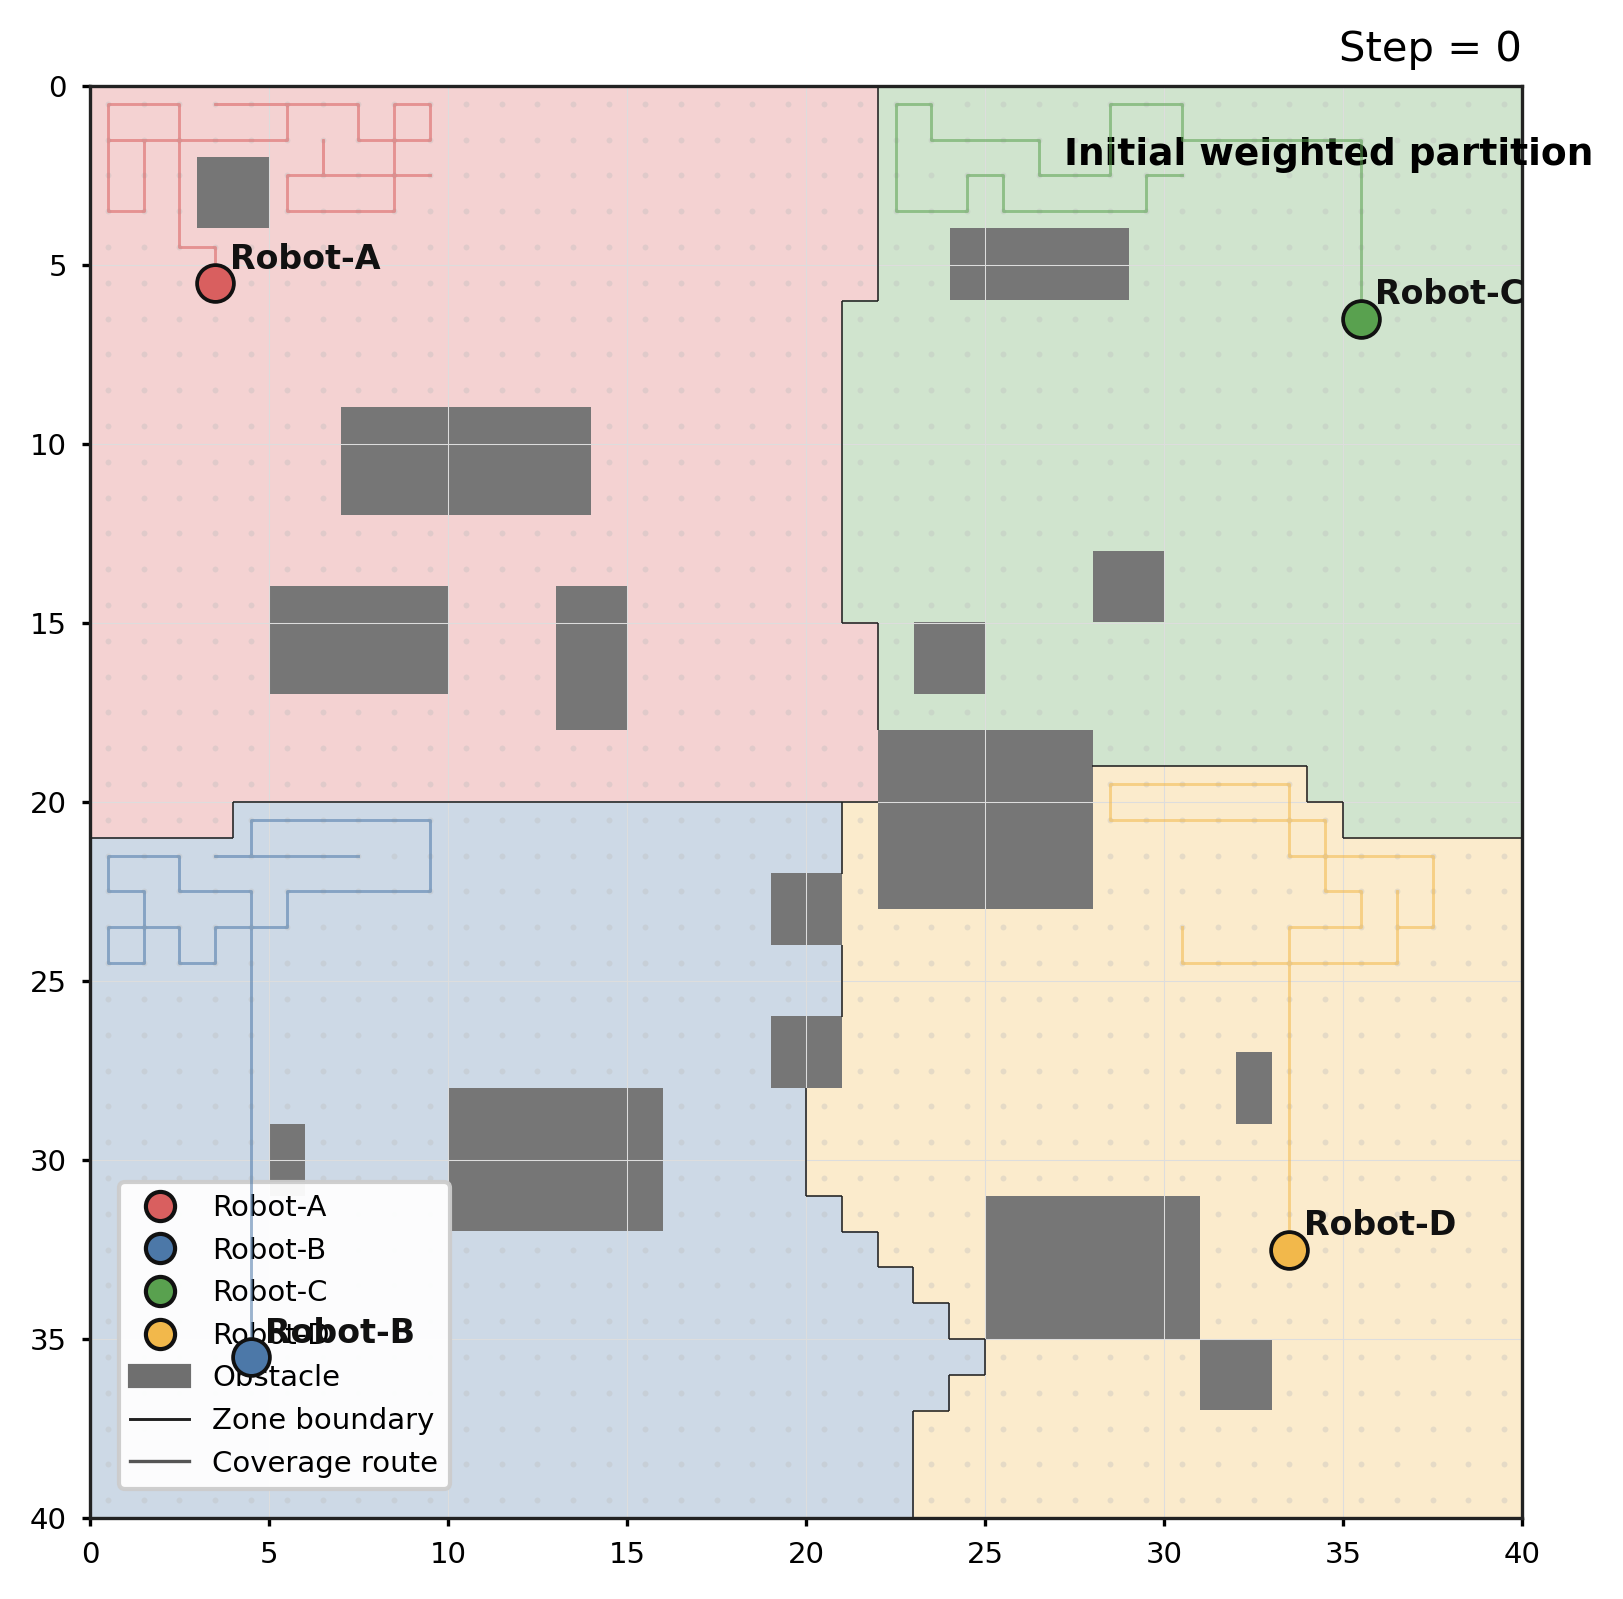 Step = 0
Initial weighted partition
Robot-A
Robot-C
Robot-D
Robot-B
Robot-A
Robot-B
Robot-C
Robot-D
Obstacle
Zone boundary
Coverage route
0
5
10
15
20
25
30
35
40
0
5
10
15
20
25
30
35
40